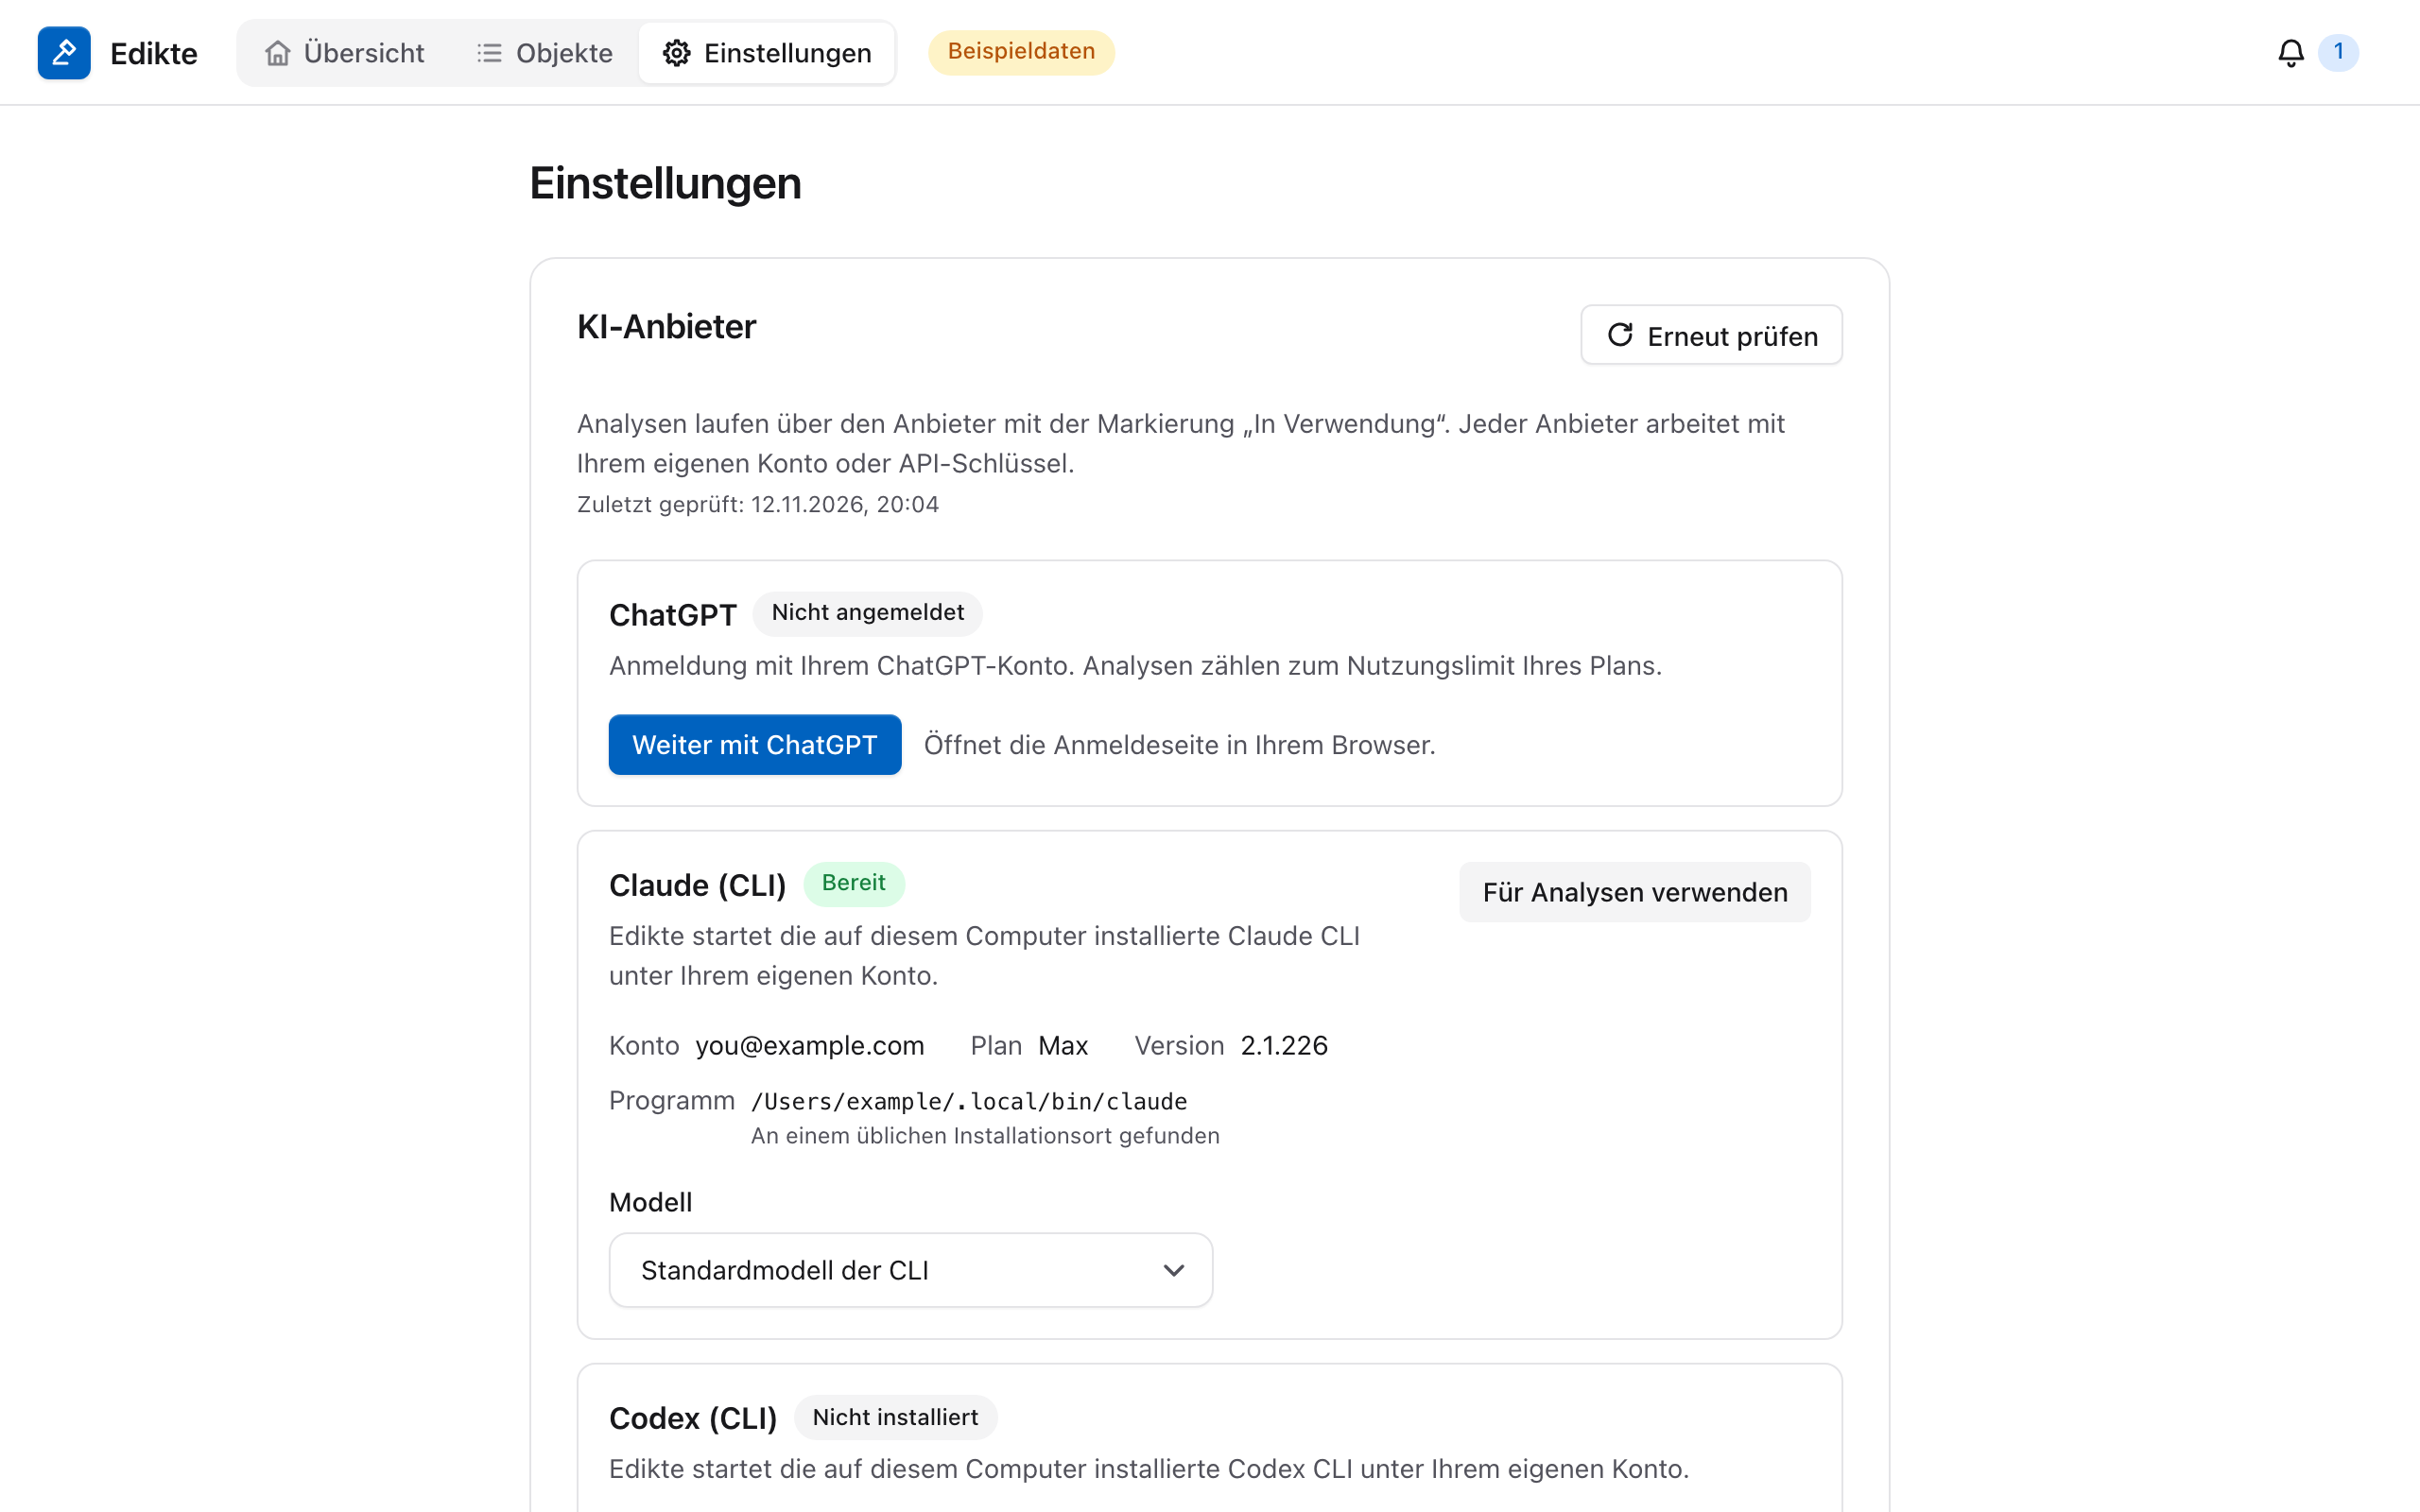 Edikte
Übersicht
Objekte
Einstellungen
Beispieldaten
1
Einstellungen
KI-Anbieter
Erneut prüfen
Analysen laufen über den Anbieter mit der Markierung „In Verwendung“. Jeder Anbieter arbeitet mit
Ihrem eigenen Konto oder API-Schlüssel.
Zuletzt geprüft: 12.11.2026, 20:04
ChatGPT
Nicht angemeldet
Anmeldung mit Ihrem ChatGPT-Konto. Analysen zählen zum Nutzungslimit Ihres Plans.
Weiter mit ChatGPT
Öffnet die Anmeldeseite in Ihrem Browser.
Claude (CLI)
Bereit
Für Analysen verwenden
Edikte startet die auf diesem Computer installierte Claude CLI
unter Ihrem eigenen Konto.
Konto you@example.com Plan Max Version 2.1.226
Programm /Users/example/.local/bin/claude
An einem üblichen Installationsort gefunden
Modell
Standardmodell der CLI
Codex (CLI)
Nicht installiert
Edikte startet die auf diesem Computer installierte Codex CLI unter Ihrem eigenen Konto.